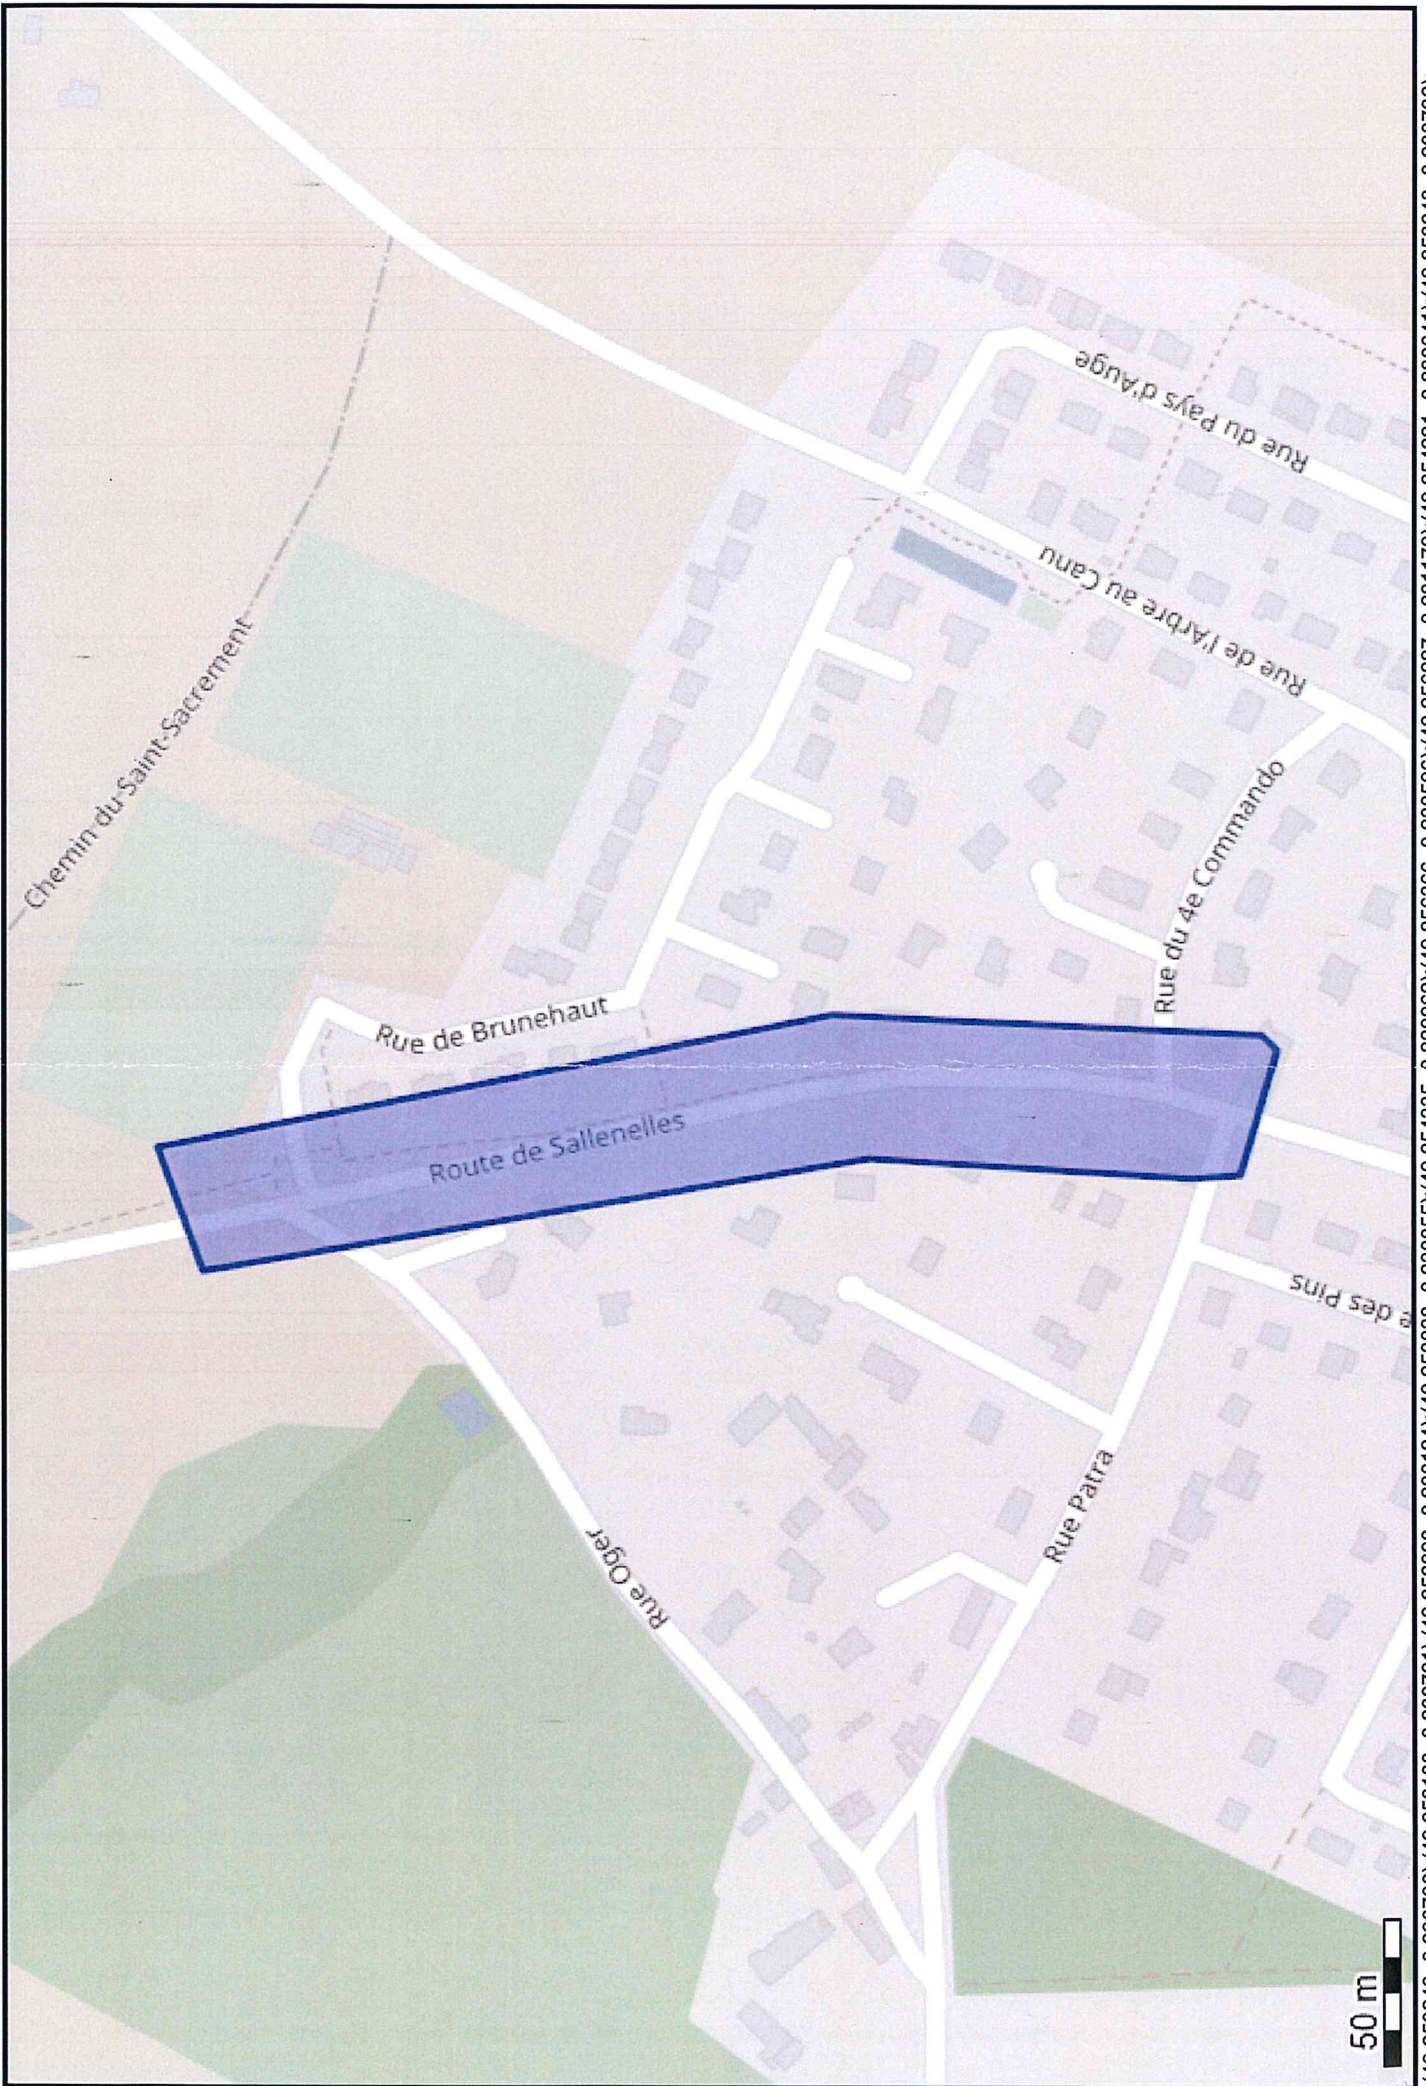 Chemin du Saint-Sacrement
Rue du Pays d'Auge
Rue de l'Arbre au Canu
Rue du 4e Commando
Rue de Brunehaut
Route de Sallenelles
e des Pins
Rue Patra
Rue Oger
50 m